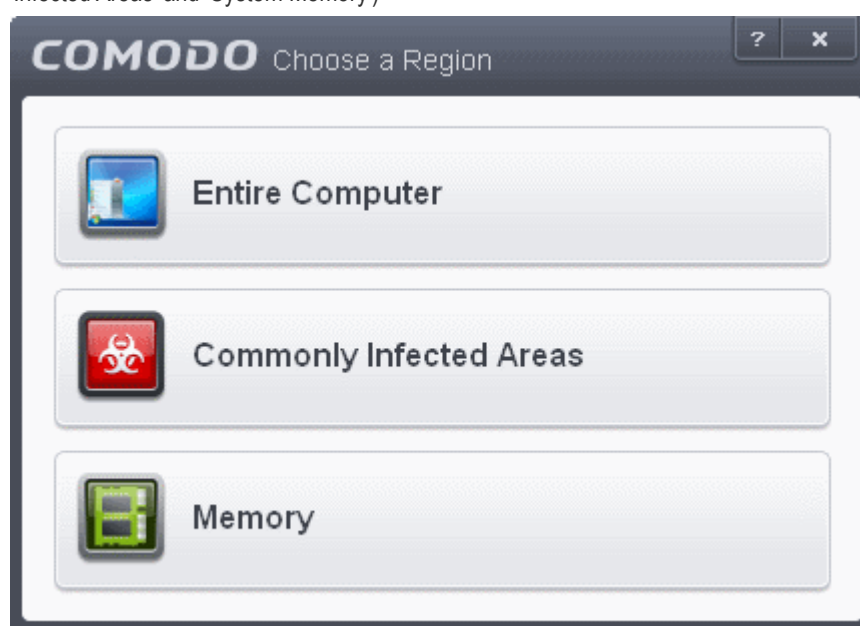 Infected Areas' and 'System Memory')
COMODO Choose a Region
? x
Entire Computer
Commonly Infected Areas
Memory